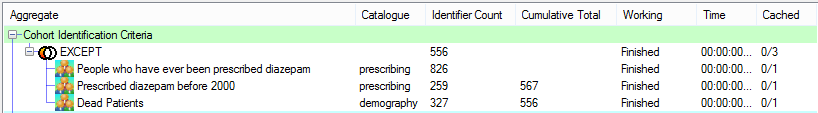 Aggregate Catalogue Identifier Count Cumulative Total Working Time Cached
Cohort Identification Criteria
EXCEPT 556 Finished 00:00:00... 0/3
People who have ever been prescribed diazepam prescribing 826 Finished 00:00:00... 0/1
Prescribed diazepam before 2000 prescribing 259 567 Finished 00:00:00... 0/1
Dead Patients demography 327 556 Finished 00:00:00... 0/1